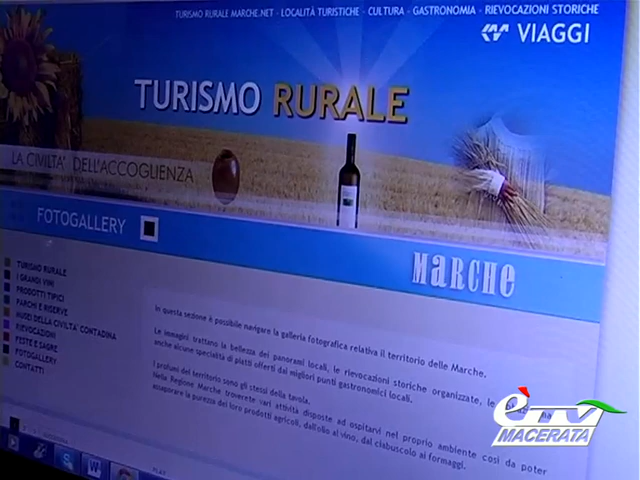 TURISMO RURALE MARCHE.NET - LOCALITÀ TURISTICHE - CULTURA - GASTRONOMIA - RIEVOCAZIONI STORICHE
VIAGGI
TURISMO RURALE
LA CIVILTA' DELL'ACCOGLIENZA
FOTOGALLERY
MARCHE
TURISMO RURALE
I GRANDI VINI
PRODOTTI TIPICI
PARCHI E RISERVE
MUSEI DELLA CIVILTA' CONTADINA
RIEVOCAZIONI
FESTE E SAGRE
FOTOGALLERY
CONTATTI
In questa sezione è possibile navigare la galleria fotografica relativa il territorio delle Marche.
Le immagini trattano la bellezza dei panorami locali, le rievocazioni storiche organizzate, le
anche alcune specialita di piatti offerti dai migliori punti gastronomici locali.
I profumi del territorio sono gli stessi della tavola.
Nella Regione Marche troverete vari attività disposte ad ospitarvi nel proprio ambiente cosi da poter
assaporare la purezza dei loro prodotti agricoli, dall'olio al vino, dal ciabuscolo ai formaggi.
è TV
MACERATA